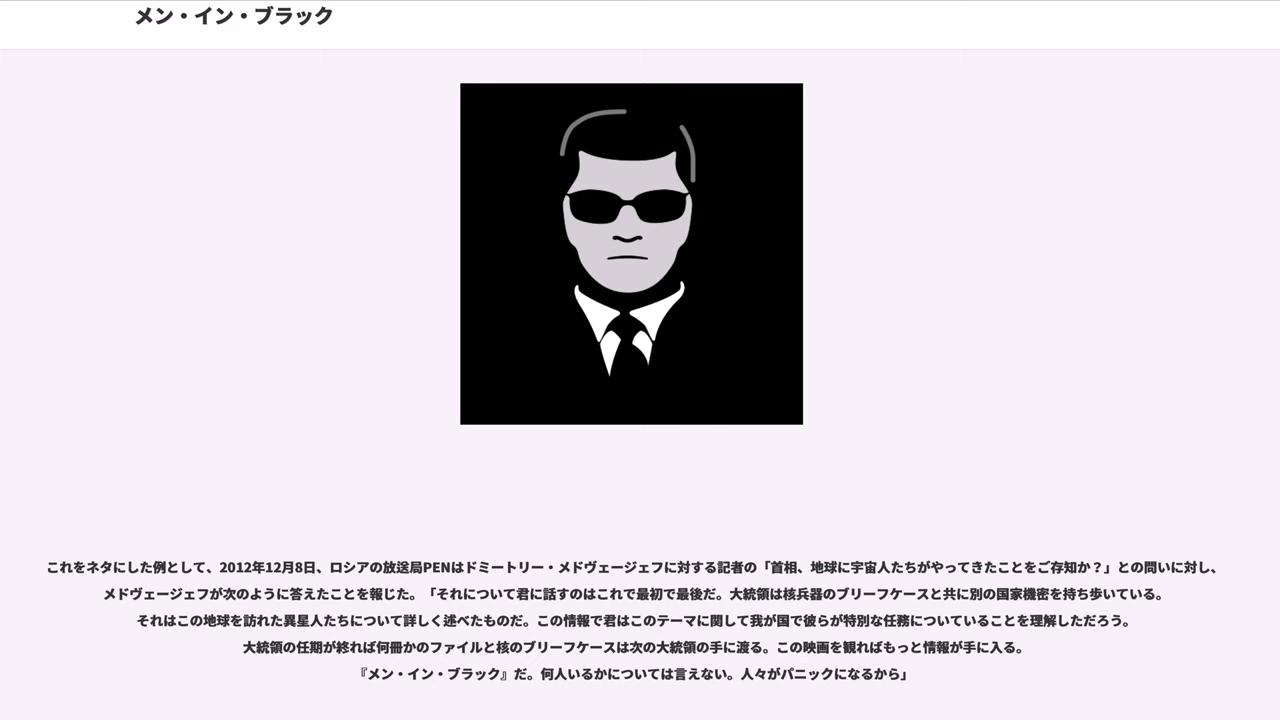 メン・イン・ブラック
これをネタにした例として、2012年12月8日、ロシアの放送局PENはドミートリー・メドヴェージェフに対する記者の「首相、地球に宇宙人たちがやってきたことをご存知か？」との問いに対し、
メドヴェージェフが次のように答えたことを報じた。「それについて君に話すのはこれで最初で最後だ。大統領は核兵器のブリーフケースと共に別の国家機密を持ち歩いている。
それはこの地球を訪れた異星人たちについて詳しく述べたものだ。この情報で君はこのテーマに関して我が国で彼らが特別な任務についていることを理解しただろう。
大統領の任期が終れば何冊かのファイルと核のブリーフケースは次の大統領の手に渡る。この映画を観ればもっと情報が手に入る。
『メン・イン・ブラック』だ。何人いるかについては言えない。人々がパニックになるから」